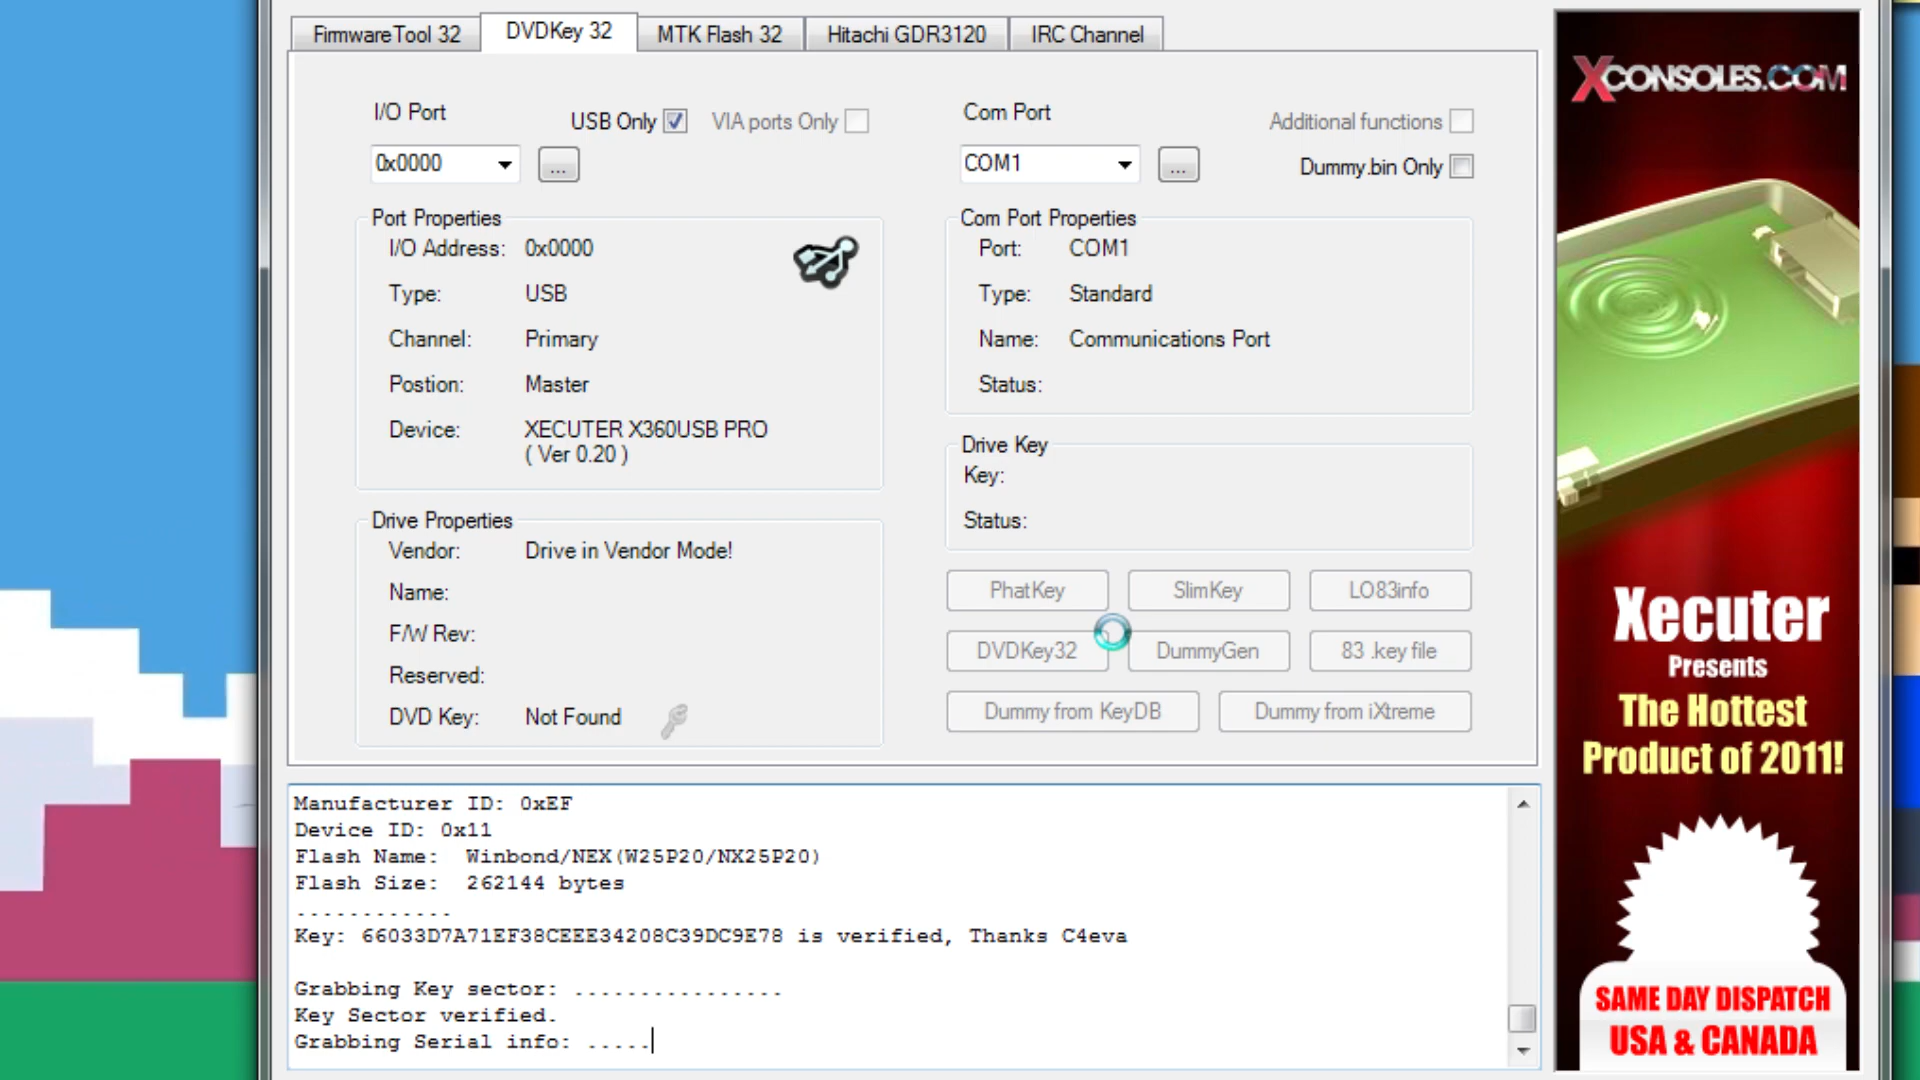 FirmwareTool 32
DVDKey 32
MTK Flash 32
Hitachi GDR3120
IRC Channel
I/O Port
USB Only
VIA ports Only
0x0000
...
Port Properties
I/O Address: 0x0000
Type: USB
Channel: Primary
Postion: Master
Device: XECUTER X360USB PRO
( Ver 0.20 )
Drive Properties
Vendor: Drive in Vendor Mode!
Name:
F/W Rev:
Reserved:
DVD Key: Not Found
Com Port
Additional functions
COM1
...
Dummy.bin Only
Com Port Properties
Port: COM1
Type: Standard
Name: Communications Port
Status:
Drive Key
Key:
Status:
PhatKey
SlimKey
LO83info
DVDKey32
DummyGen
83 .key file
Dummy from KeyDB
Dummy from iXtreme
Manufacturer ID: 0xEF
Device ID: 0x11
Flash Name: Winbond/NEX(W25P20/NX25P20)
Flash Size: 262144 bytes
............
Key: 66033D7A71EF38CEEE34208C39DC9E78 is verified, Thanks C4eva
Grabbing Key sector: ................
Key Sector verified.
Grabbing Serial info: .....
XCONSOLES.COM
Xecuter
Presents
The Hottest
Product of 2011!
SAME DAY DISPATCH
USA & CANADA